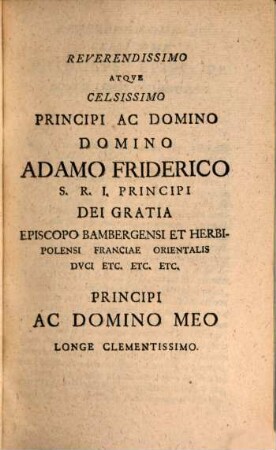 REVERENDISSIMO
ATQVE
CELSISSIMO
PRINCIPI AC DOMINO
DOMINO
ADAMO FRIDERICO
S. R. I. PRINCIPI
DEI GRATIA
EPISCOPO BAMBERGENSI ET HERBI-
POLENSI FRANCIAE ORIENTALIS
DVCI ETC. ETC. ETC.
PRINCIPI
AC DOMINO MEO
LONGE CLEMENTISSIMO.